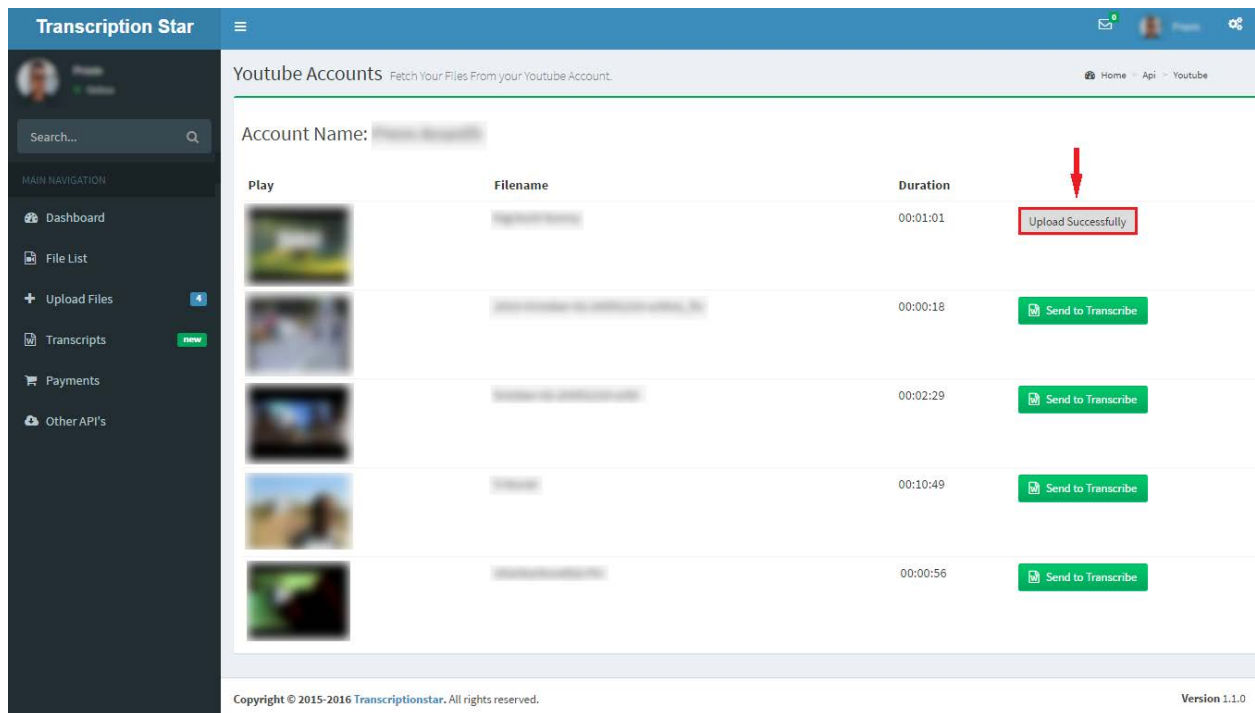 Transcription Star
0
Youtube Accounts Fetch Your Files From your Youtube Account.
Home > Api > Youtube
Search...
MAIN NAVIGATION
Dashboard
File List
Upload Files 4
Transcripts new
Payments
Other API's
Account Name:
Play Filename Duration
00:01:01 Upload Successfully
00:00:18 Send to Transcribe
00:02:29 Send to Transcribe
00:10:49 Send to Transcribe
00:00:56 Send to Transcribe
Copyright © 2015-2016 Transcriptionstar. All rights reserved.
Version 1.1.0